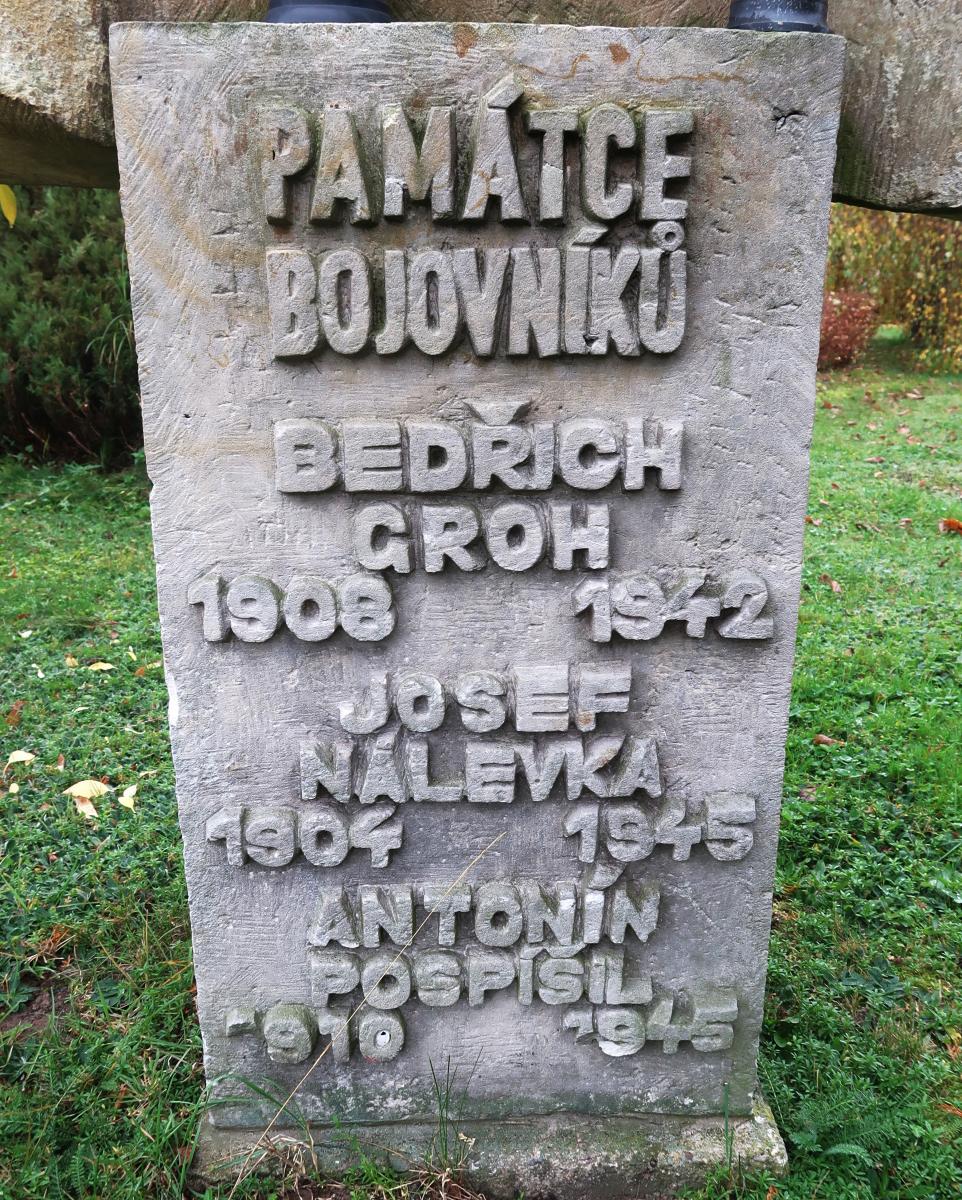 PAMÁTCE
BOJOVNÍKŮ
BEDŘICH
GROH
1908 1942
JOSEF
NÁLEVKA
1904 1945
ANTONÍN
POSPÍŠIL
1910 1945